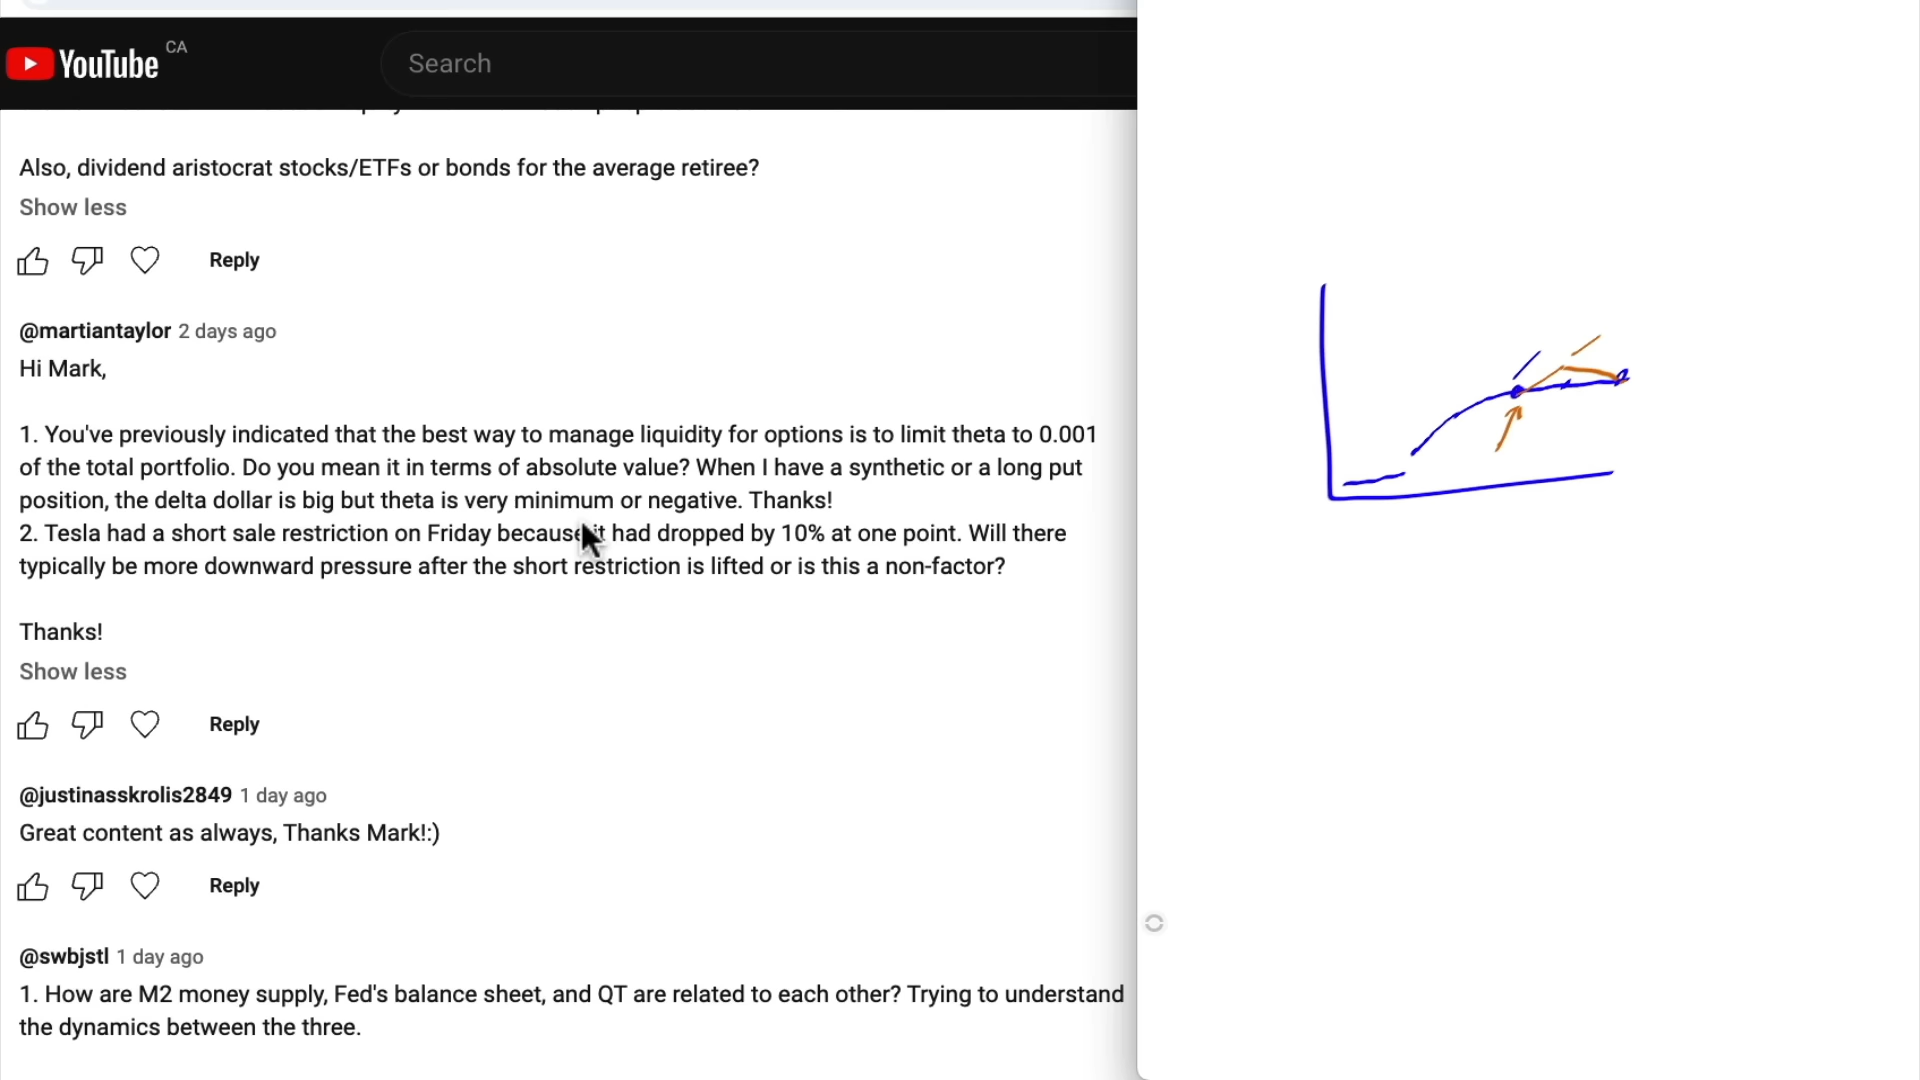 YouTube CA
Search
Also, dividend aristocrat stocks/ETFs or bonds for the average retiree?
Show less
Reply
@martiantaylor 2 days ago
Hi Mark,
1. You've previously indicated that the best way to manage liquidity for options is to limit theta to 0.001
of the total portfolio. Do you mean it in terms of absolute value? When I have a synthetic or a long put
position, the delta dollar is big but theta is very minimum or negative. Thanks!
2. Tesla had a short sale restriction on Friday because it had dropped by 10% at one point. Will there
typically be more downward pressure after the short restriction is lifted or is this a non-factor?
Thanks!
Show less
Reply
@justinasskrolis2849 1 day ago
Great content as always, Thanks Mark!:)
Reply
@swbjstl 1 day ago
1. How are M2 money supply, Fed's balance sheet, and QT are related to each other? Trying to understand
the dynamics between the three.